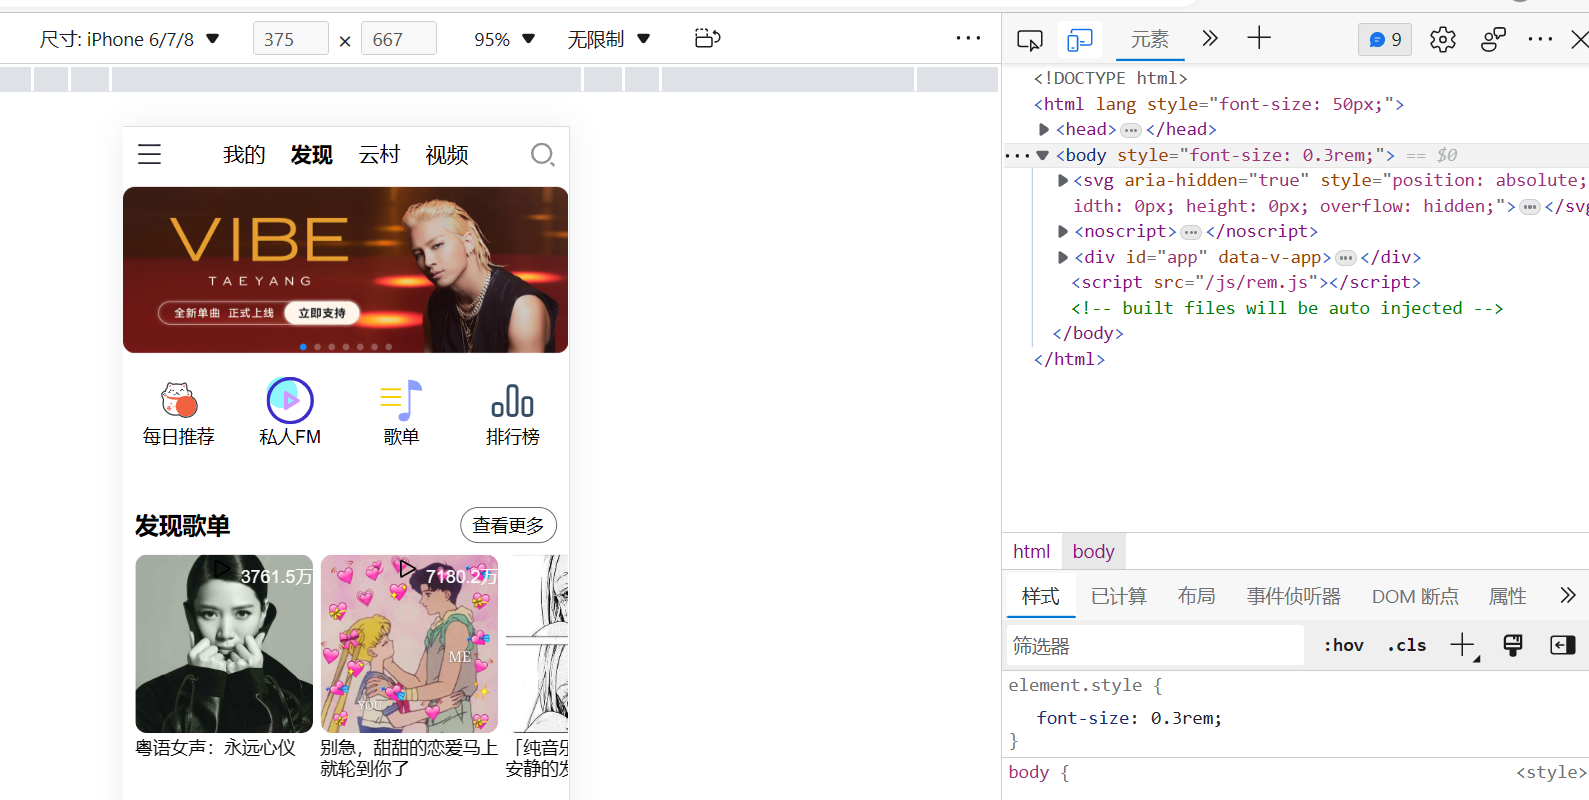 尺寸: iPhone 6/7/8 ▼ 375 × 667 95% ▼ 无限制 ▼
元素 9
<!DOCTYPE html>
<html lang style="font-size: 50px;">
<head>…</head>
<body style="font-size: 0.3rem;"> == $0
<svg aria-hidden="true" style="position: absolute;
idth: 0px; height: 0px; overflow: hidden;">…</svg
<noscript>…</noscript>
<div id="app" data-v-app>…</div>
<script src="/js/rem.js"></script>
<!-- built files will be auto injected -->
</body>
</html>
html body
样式 已计算 布局 事件侦听器 DOM 断点 属性
筛选器 :hov .cls
element.style {
font-size: 0.3rem;
}
body { <style>
我的 发现 云村 视频
VIBE
TAEYANG
全新单曲 正式上线 立即支持
每日推荐 私人FM 歌单 排行榜
发现歌单 查看更多
3761.5万 7180.2万
ME
YOU
粤语女声：永远心仪
别急，甜甜的恋爱马上
就轮到你了
「纯音乐
安静的发